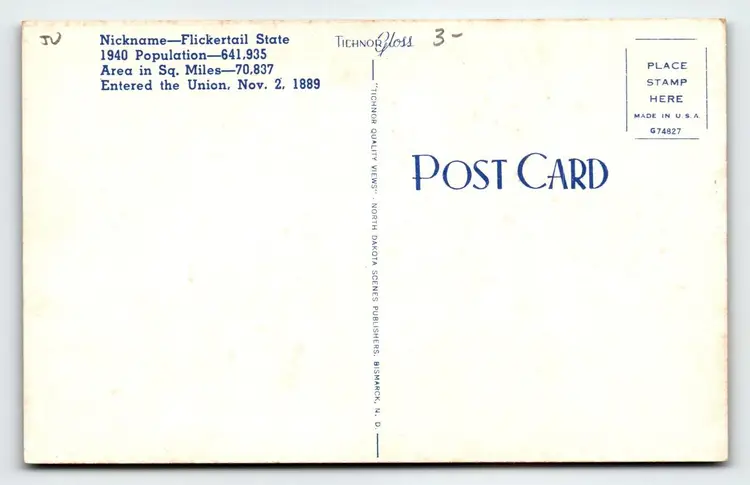 JU
Nickname—Flickertail State
1940 Population—641,935
Area in Sq. Miles—70,837
Entered the Union, Nov. 2, 1889
TICHNOR Gloss
3-
"TICHNOR QUALITY VIEWS" - NORTH DAKOTA SCENES PUBLISHERS, BISMARCK, N. D.
POST CARD
PLACE
STAMP
HERE
MADE IN U.S.A.
G74827